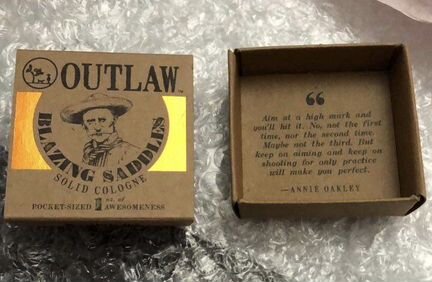 OUTLAW
BLAZING SADDLES
SOLID COLOGNE
POCKET-SIZED oz. of AWESOMENESS
“
Aim at a high mark and
you'll hit it. No, not the first
time, nor the second time.
Maybe not the third. But
keep on aiming and keep on
shooting for only practice
will make you perfect.
—ANNIE OAKLEY